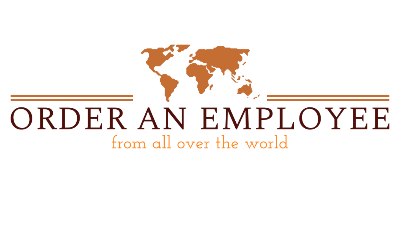 ORDER AN EMPLOYEE
from all over the world